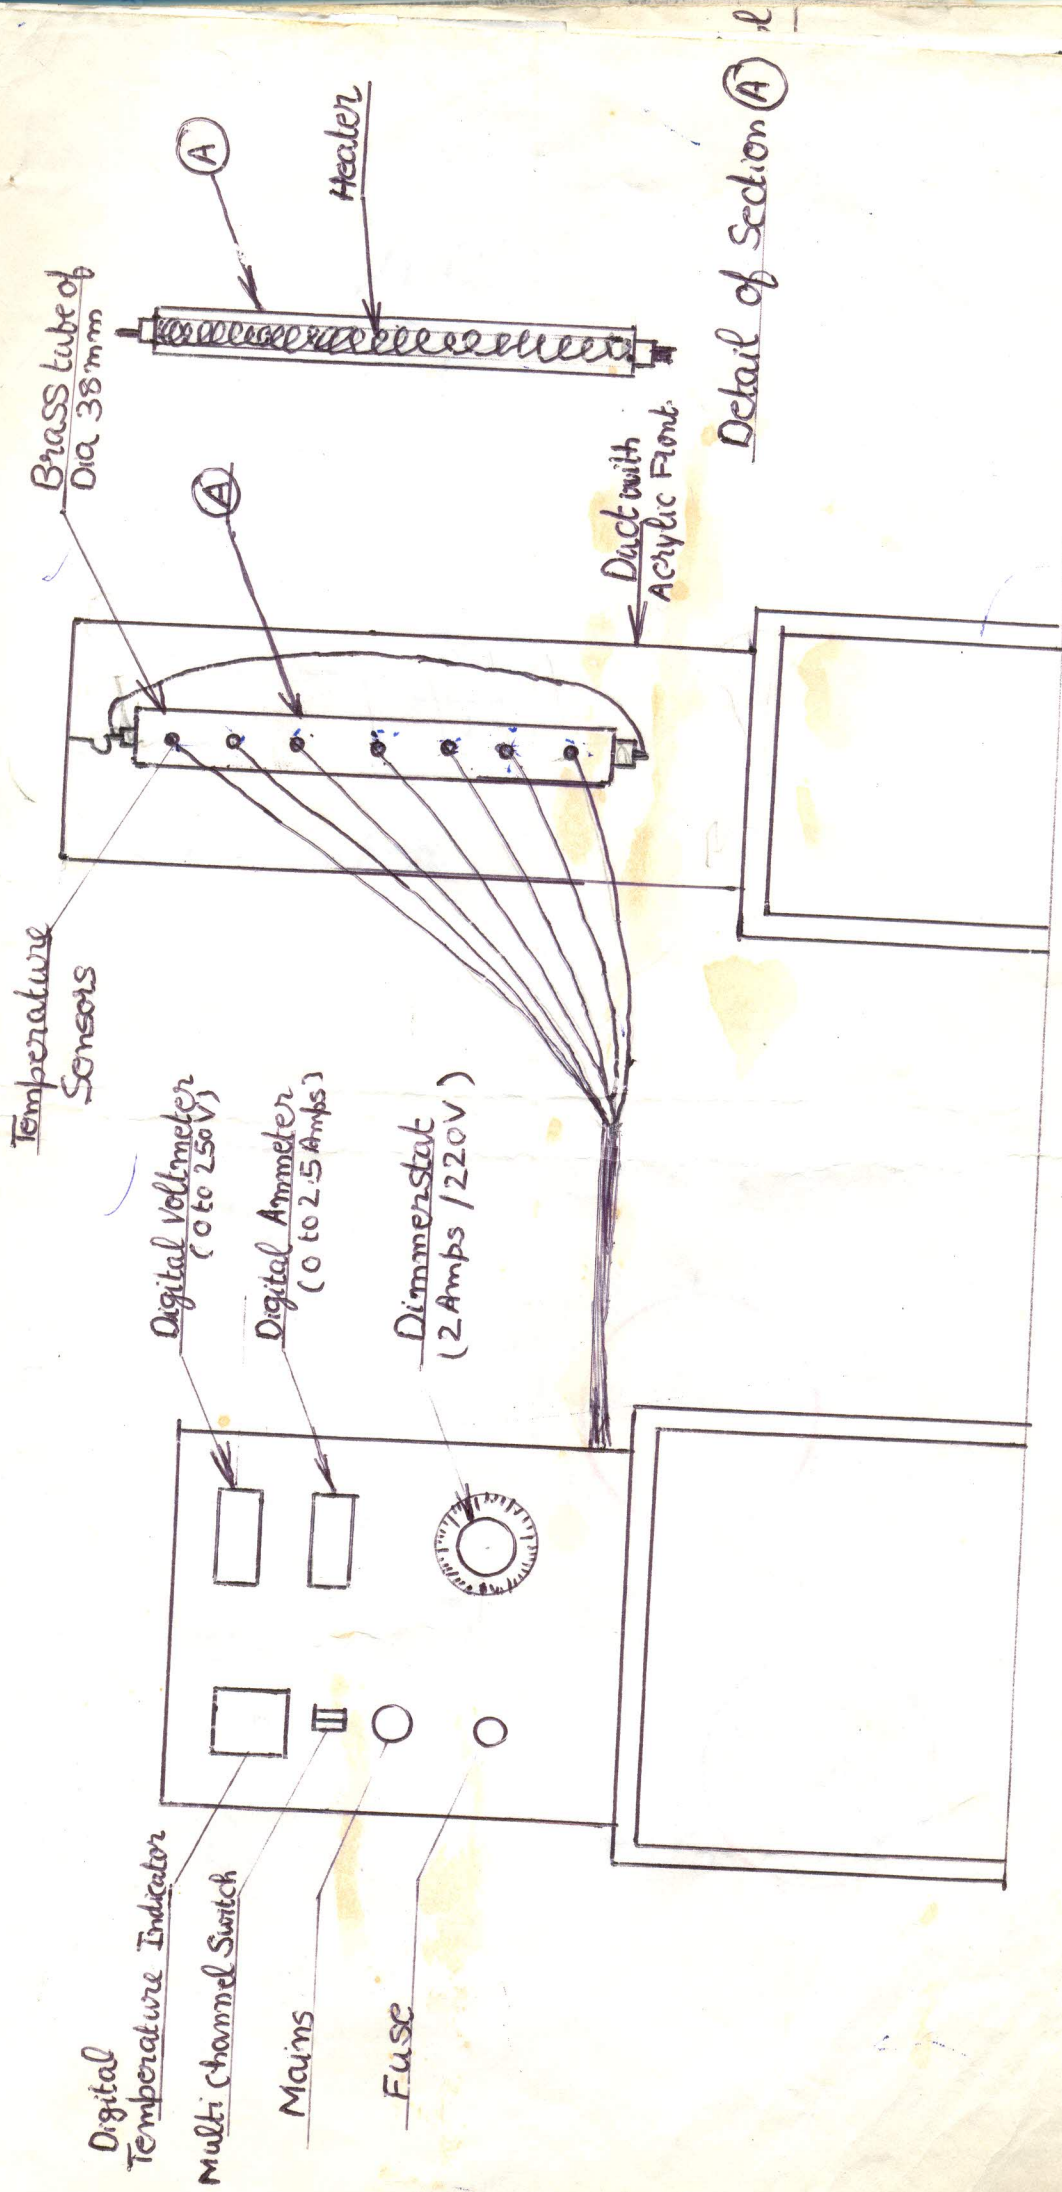 Temperature
Sensors
Brass tube of
Dia 38mm
A
A
Heater
Digital Voltmeter
(0 to 250V)
Digital Ammeter
(0 to 2.5 Amps)
Dimmerstat
(2 Amps / 220V)
Duct with
Acrylic Front.
Detail of Section A
Digital
Temperature Indicator
Multi channel Switch
Mains
Fuse